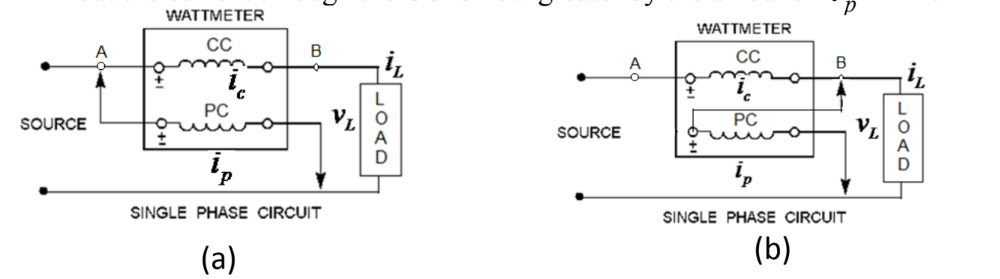 WATTMETER
A
CC
B
i_L
±
i_c
PC
L
O
A
D
v_L
SOURCE
±
i_p
SINGLE PHASE CIRCUIT
(a)
WATTMETER
A
CC
B
i_L
±
i_c
PC
L
O
A
D
v_L
SOURCE
±
i_p
SINGLE PHASE CIRCUIT
(b)